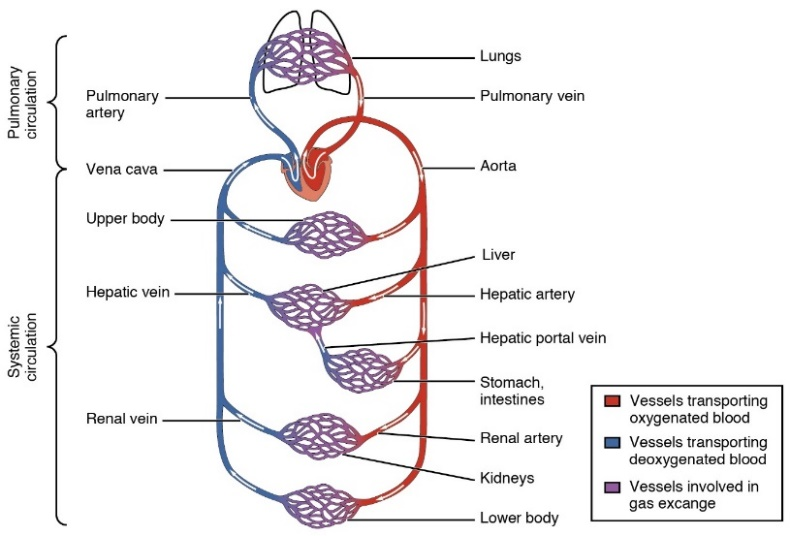 Pulmonary
circulation
Systemic
circulation
Pulmonary
artery
Vena cava
Upper body
Hepatic vein
Renal vein
Lungs
Pulmonary vein
Aorta
Liver
Hepatic artery
Hepatic portal vein
Stomach,
intestines
Renal artery
Kidneys
Lower body
Vessels transporting
oxygenated blood
Vessels transporting
deoxygenated blood
Vessels involved in
gas excange